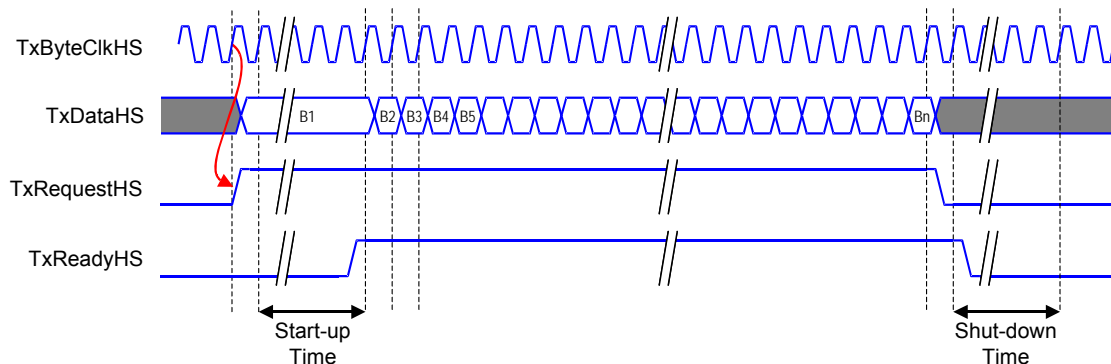 TxByteClkHS
TxDataHS
B1
B2
B3
B4
B5
Bn
TxRequestHS
TxReadyHS
Start-up
Time
Shut-down
Time